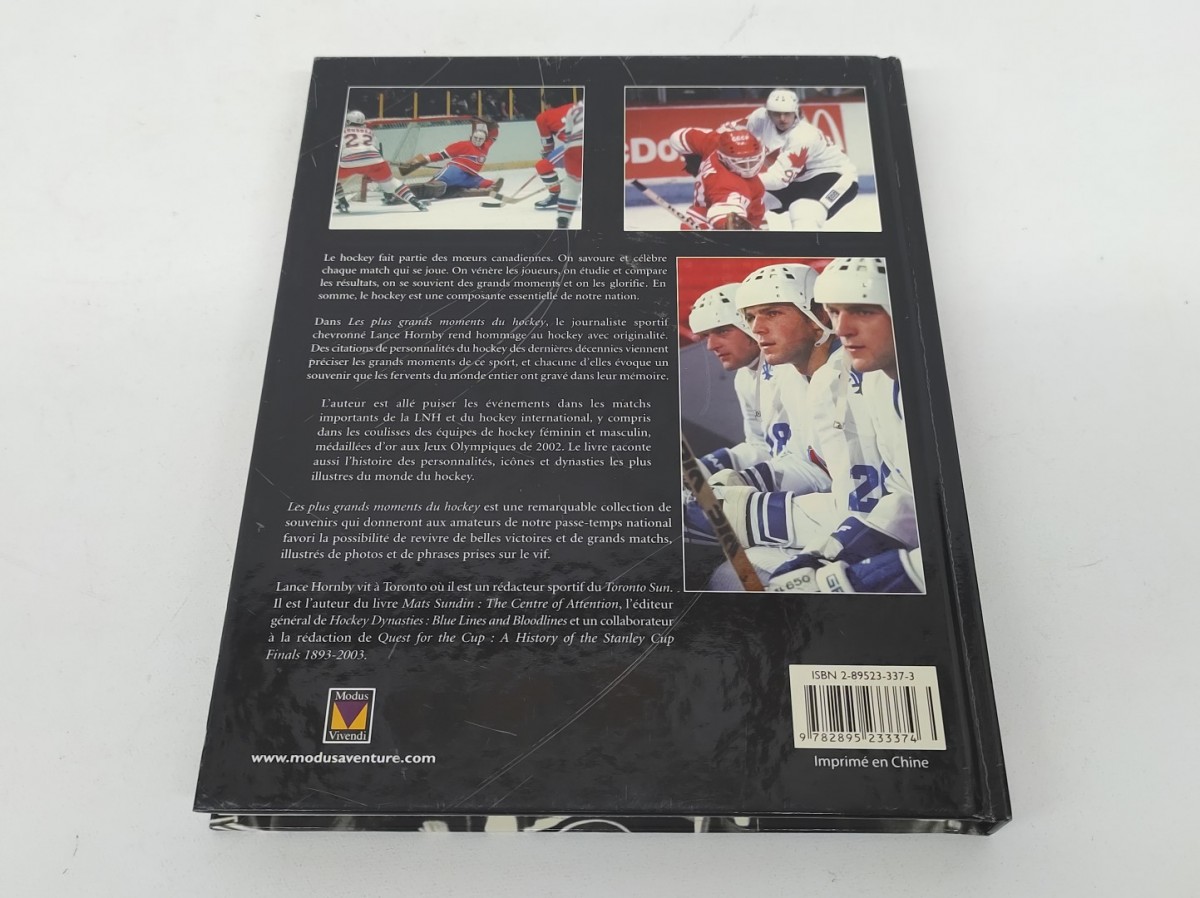 22
Le hockey fait partie des mœurs canadiennes. On savoure et célèbre
chaque match qui se joue. On vénère les joueurs, on étudie et compare
les résultats, on se souvient des grands moments et on les glorifie. En
somme, le hockey est une composante essentielle de notre nation.
Dans Les plus grands moments du hockey, le journaliste sportif
chevronné Lance Hornby rend hommage au hockey avec originalité.
Des citations de personnalités du hockey des dernières décennies viennent
préciser les grands moments de ce sport, et chacune d'elles évoque un
souvenir que les fervents du monde entier ont gravé dans leur mémoire.
L'auteur est allé puiser les événements dans les matchs
importants de la LNH et du hockey international, y compris
dans les coulisses des équipes de hockey féminin et masculin,
médaillées d'or aux Jeux Olympiques de 2002. Le livre raconte
aussi l'histoire des personnalités, icônes et dynasties les plus
illustres du monde du hockey.
Les plus grands moments du hockey est une remarquable collection de
souvenirs qui donneront aux amateurs de notre passe-temps national
favori la possibilité de revivre de belles victoires et de grands matchs,
illustrés de photos et de phrases prises sur le vif.
Lance Hornby vit à Toronto où il est un rédacteur sportif du Toronto Sun.
Il est l'auteur du livre Mats Sundin : The Centre of Attention, l'éditeur
général de Hockey Dynasties : Blue Lines and Bloodlines et un collaborateur
à la rédaction de Quest for the Cup : A History of the Stanley Cup
Finals 1893-2003.
Modus
Vivendi
www.modusaventure.com
ISBN 2-89523-337-3
9 782895 233374
Imprimé en Chine